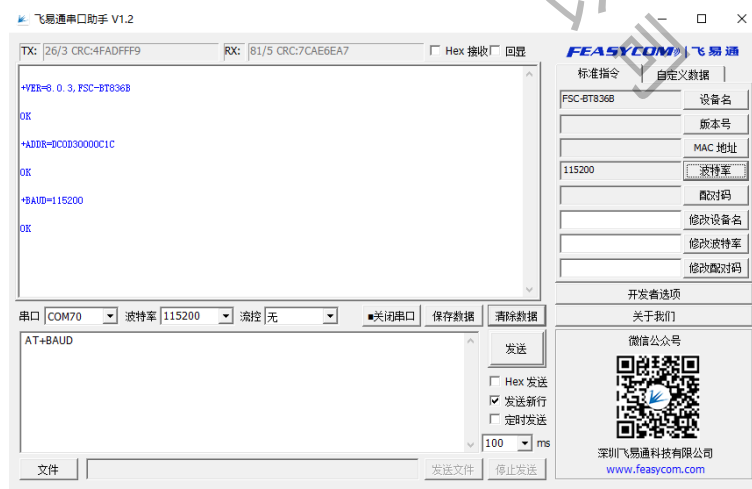 飞易通串口助手 V1.2
TX: 26/3 CRC:4FADFFF9 RX: 81/5 CRC:7CAE6EA7 Hex 接收 回显
FEASYCOM 飞易通
标准指令 自定义数据
+VER=8.0.3,FSC-BT836B
OK
+ADDR=DC0D30000C1C
OK
+BAUD=115200
OK
FSC-BT836B 设备名
版本号
MAC 地址
115200 波特率
配对码
修改设备名
修改波特率
修改配对码
开发者选项
关于我们
串口 COM70 波特率 115200 流控 无 ■关闭串口 保存数据 清除数据
AT+BAUD
发送
Hex 发送
发送新行
定时发送
100 ms
文件 发送文件 停止发送
微信公众号
深圳飞易通科技有限公司
www.feasycom.com